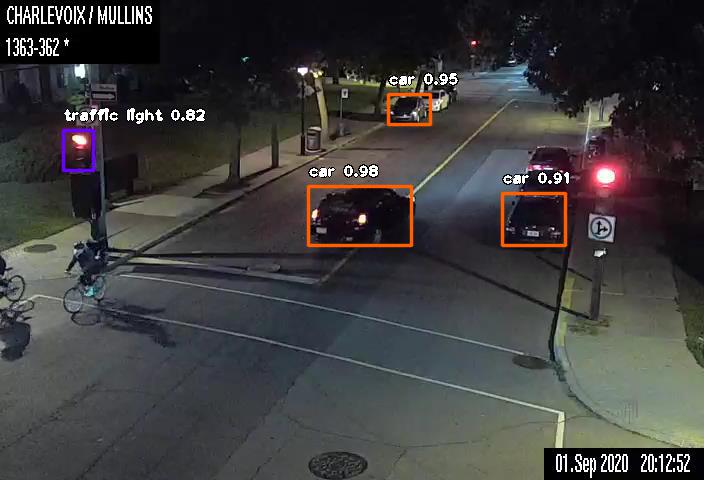 CHARLEVOIX / MULLINS
1363-362 *
car 0.95
traffic light 0.82
car 0.98
car 0.91
01.Sep 2020 20:12:52